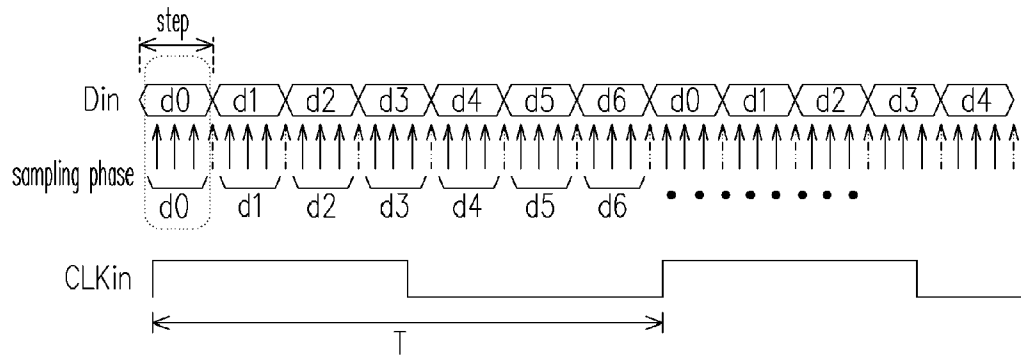 step
Din d0 d1 d2 d3 d4 d5 d6 d0 d1 d2 d3 d4
sampling phase
d0 d1 d2 d3 d4 d5 d6
CLKin
T